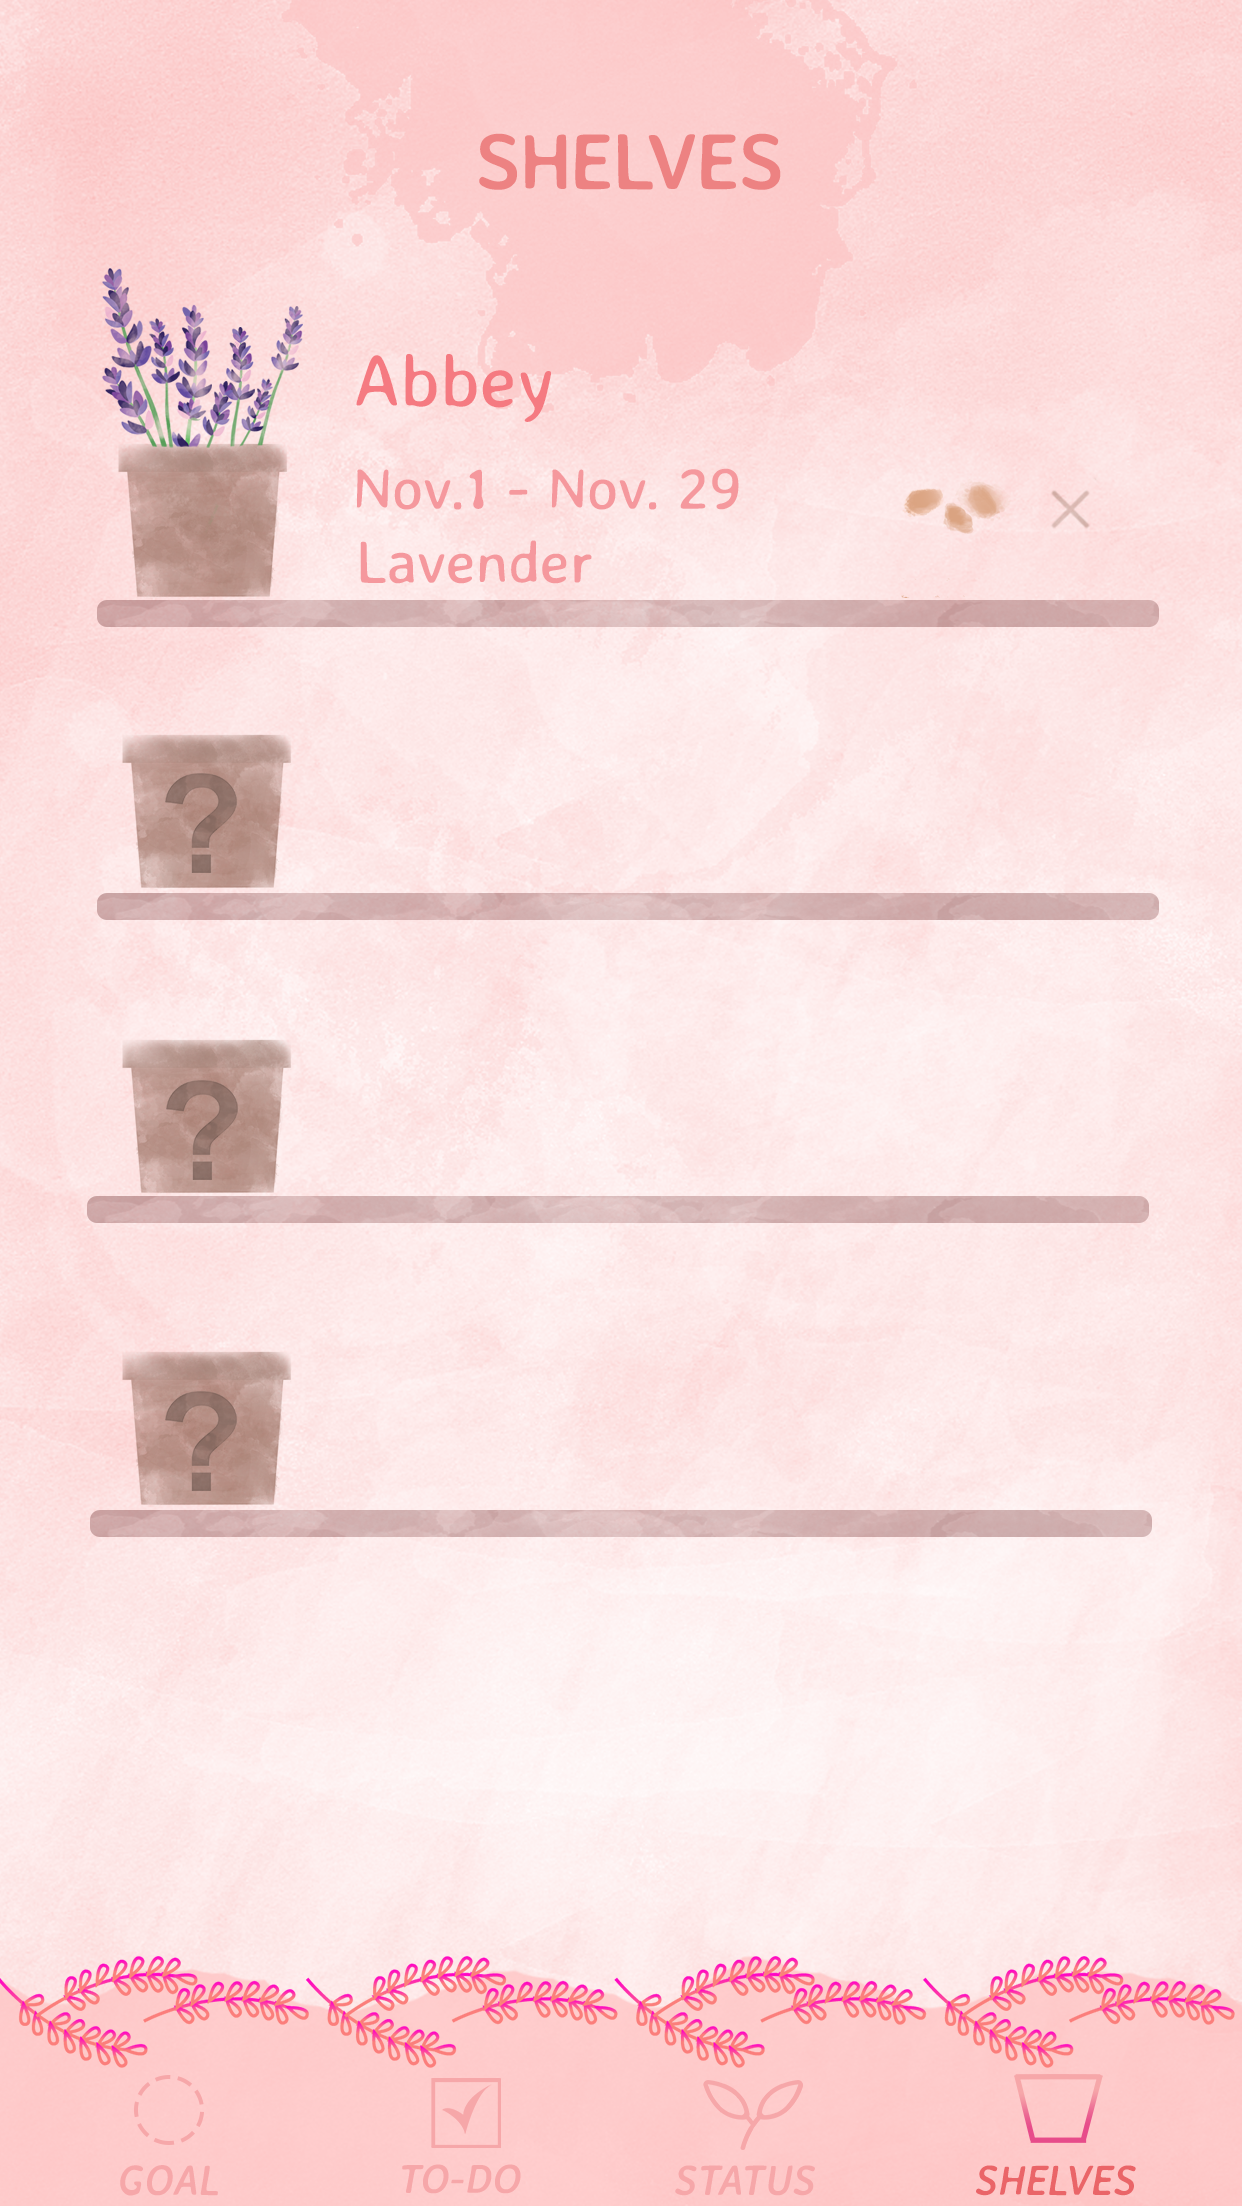 SHELVES
Abbey
Nov.1 - Nov. 29
Lavender
?
?
?
GOAL
TO-DO
STATUS
SHELVES